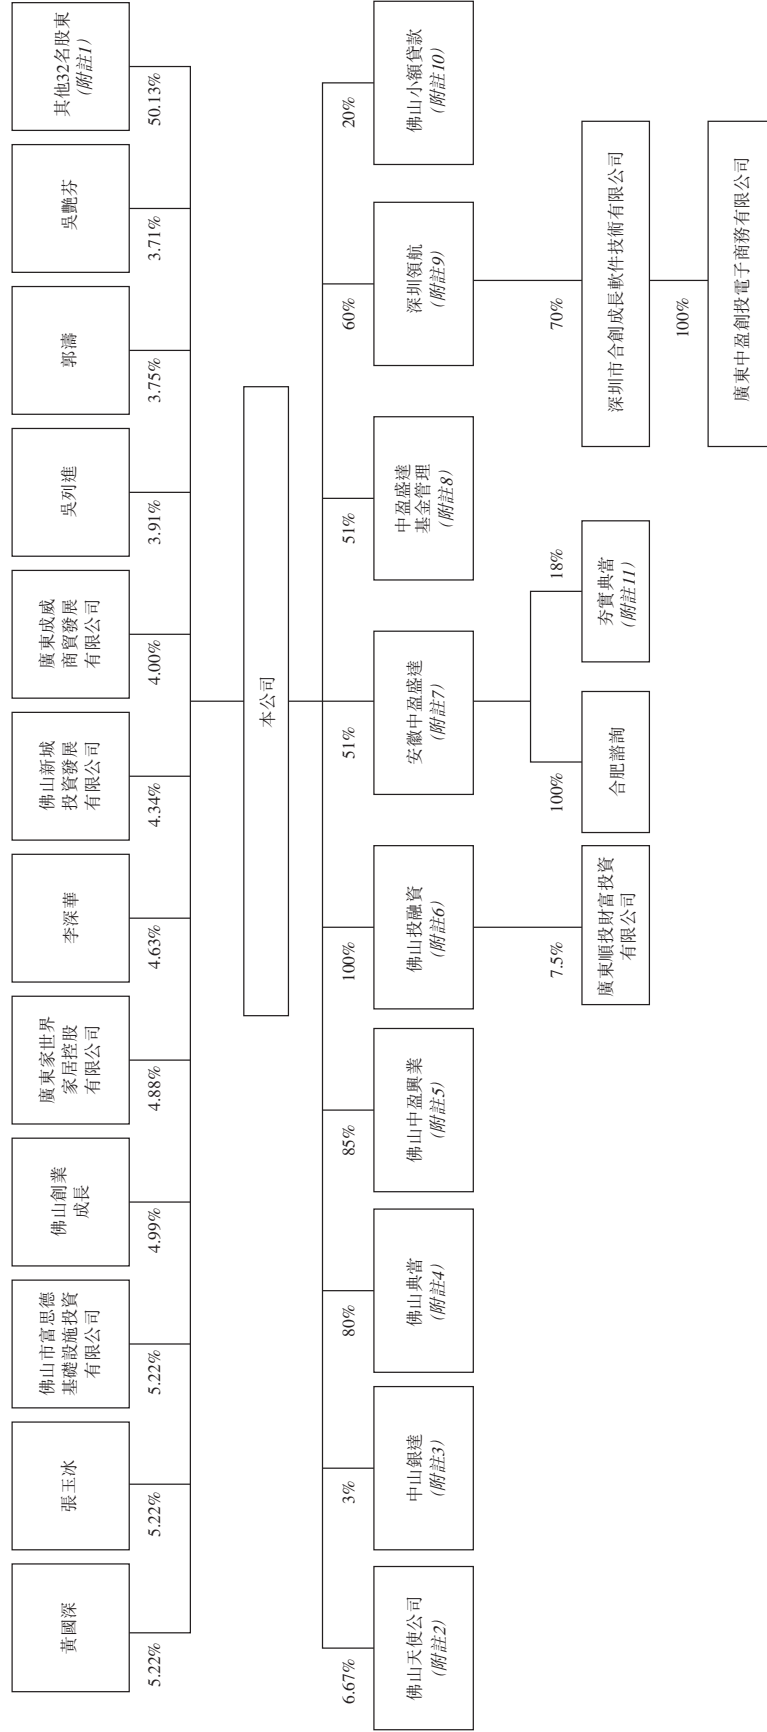 黃國深
5.22%
張玉冰
5.22%
佛山市富思德
基礎設施投資
有限公司
5.22%
佛山創業
成長
4.99%
廣東家世界
家居控股
有限公司
4.88%
李深華
4.63%
佛山新城
投資發展
有限公司
4.34%
廣東成威
商貿發展
有限公司
4.00%
吳列進
3.91%
郭濤
3.75%
吳艷芬
3.71%
其他32名股東
(附註1)
50.13%
本公司
6.67%
佛山天使公司
(附註2)
3%
中山銀達
(附註3)
80%
佛山典當
(附註4)
85%
佛山中盈興業
(附註5)
100%
佛山投融資
(附註6)
51%
安徽中盈盛達
(附註7)
51%
中盈盛達
基金管理
(附註8)
60%
深圳領航
(附註9)
20%
佛山小額貸款
(附註10)
7.5%
廣東順投財富投資
有限公司
100%
合肥諮詢
18%
夯實典當
(附註11)
70%
深圳市合創成長軟件技術有限公司
100%
廣東中盈創投電子商務有限公司